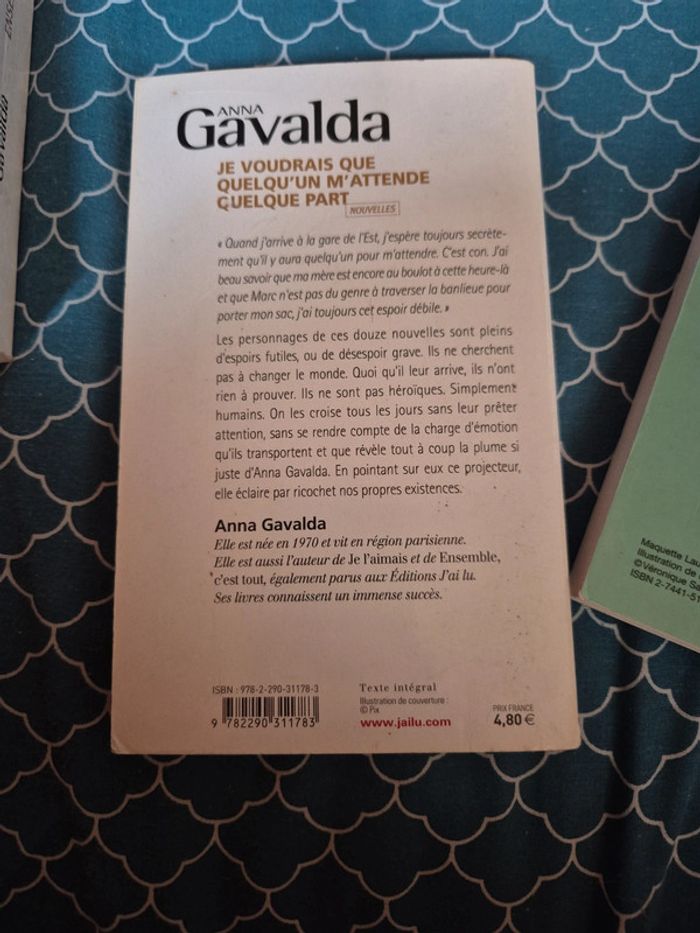 ANNA
Gavalda
JE VOUDRAIS QUE
QUELQU'UN M'ATTENDE
QUELQUE PART
NOUVELLES
« Quand j'arrive à la gare de l'Est, j'espère toujours secrète-
ment qu'il y aura quelqu'un pour m'attendre. C'est con. J'ai
beau savoir que ma mère est encore au boulot à cette heure-là
et que Marc n'est pas du genre à traverser la banlieue pour
porter mon sac, j'ai toujours cet espoir débile. »
Les personnages de ces douze nouvelles sont pleins
d'espoirs futiles, ou de désespoir grave. Ils ne cherchent
pas à changer le monde. Quoi qu'il leur arrive, ils n'ont
rien à prouver. Ils ne sont pas héroïques. Simplement
humains. On les croise tous les jours sans leur prêter
attention, sans se rendre compte de la charge d'émotion
qu'ils transportent et que révèle tout à coup la plume si
juste d'Anna Gavalda. En pointant sur eux ce projecteur,
elle éclaire par ricochet nos propres existences.
Anna Gavalda
Elle est née en 1970 et vit en région parisienne.
Elle est aussi l'auteur de Je l'aimais et de Ensemble,
c'est tout, également parus aux Éditions J'ai lu.
Ses livres connaissent un immense succès.
ISBN : 978-2-290-31178-3
9 782290 311783
Texte intégral
Illustration de couverture :
© Pix
www.jailu.com
PRIX FRANCE
4,80 €
Gavalda
Maquette Lau
Illustration de
©Véronique Sa
ISBN 2-7441-51